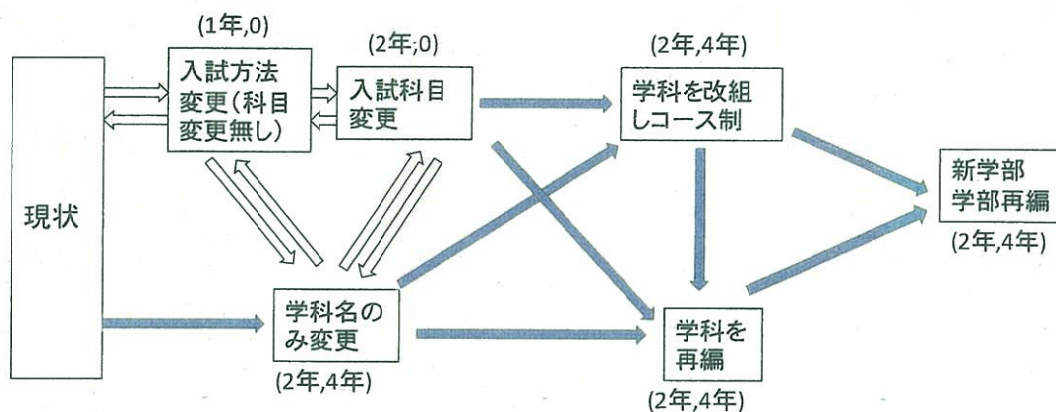 現状
(1年,0)
入試方法
変更(科目
変更無し)
(2年;0)
入試科目
変更
(2年,4年)
学科を改組
しコース制
新学部
学部再編
(2年,4年)
学科名の
み変更
(2年,4年)
学科を
再編
(2年,4年)